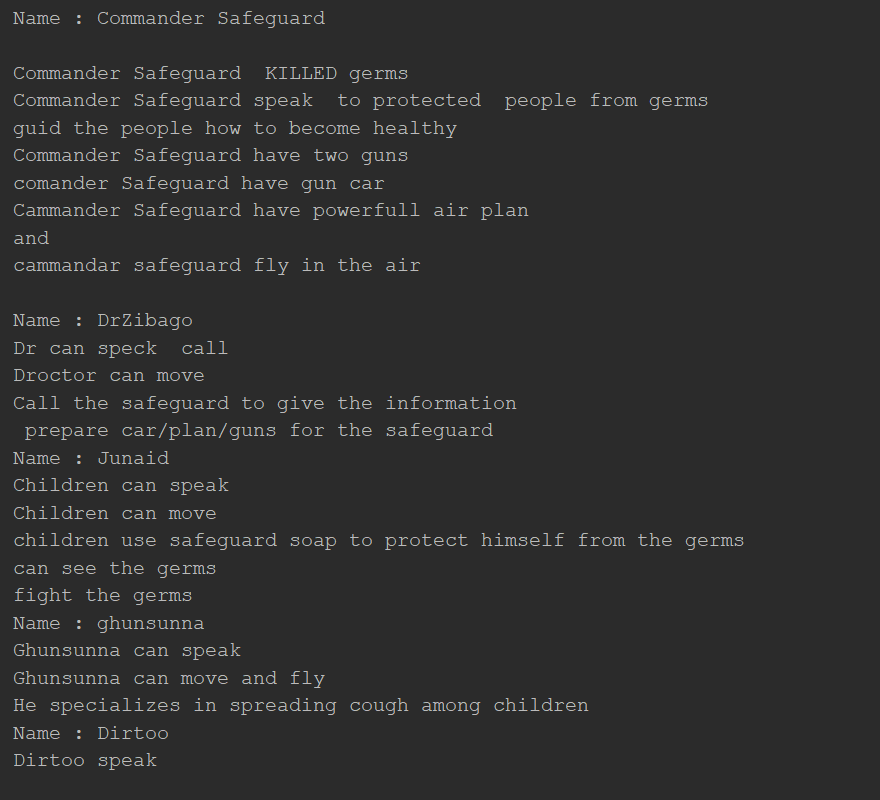 Name : Commander Safeguard
Commander Safeguard  KILLED germs
Commander Safeguard speak  to protected  people from germs
guid the people how to become healthy
Commander Safeguard have two guns
comander Safeguard have gun car
Cammander Safeguard have powerfull air plan
and
cammandar safeguard fly in the air
Name : DrZibago
Dr can speck  call
Droctor can move
Call the safeguard to give the information
 prepare car/plan/guns for the safeguard
Name : Junaid
Children can speak
Children can move
children use safeguard soap to protect himself from the germs
can see the germs
fight the germs
Name : ghunsunna
Ghunsunna can speak
Ghunsunna can move and fly
He specializes in spreading cough among children
Name : Dirtoo
Dirtoo speak